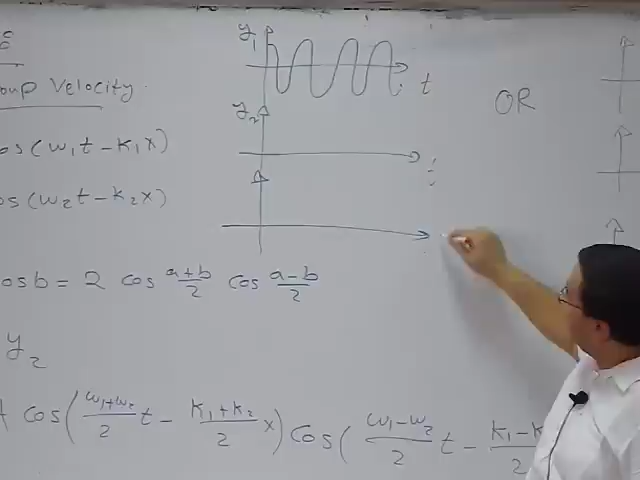 oup Velocity
os(ω₁t-k₁x)
os(ω₂t-k₂x)
osb = 2 cos a+b/2 cos a-b/2
y₂
A cos(ω₁+ω₂/2 t - k₁+k₂/2 x) cos(ω₁-ω₂/2 t - k₁-k/2
y₁
t
y₂
t
OR